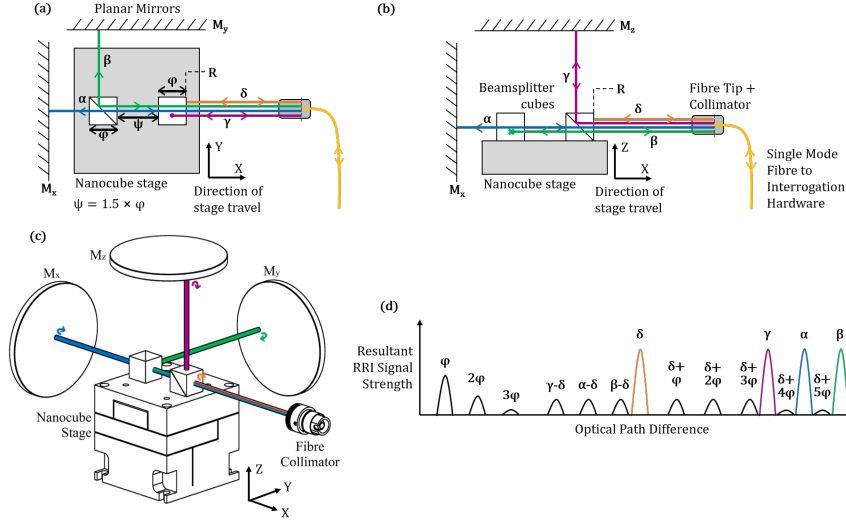 (a)
Planar Mirrors
M_y
β
φ
R
δ
α
γ
φ
ψ
Y
X
M_x
Nanocube stage
Direction of
stage travel
ψ = 1.5 × φ
(b)
M_z
γ
R
Beamsplitter
cubes
Fibre Tip +
Collimator
α
δ
β
Z
X
M_x
Nanocube stage
Direction of
stage travel
Single Mode
Fibre to
Interrogation
Hardware
(c)
M_z
M_x
M_y
Nanocube
Stage
Fibre
Collimator
Z
Y
X
(d)
Resultant
RRI Signal
Strength
φ
2φ
3φ
γ-δ
α-δ
β-δ
δ
δ+
φ
δ+
2φ
δ+
3φ
γ
δ+
4φ
α
δ+
5φ
β
Optical Path Difference